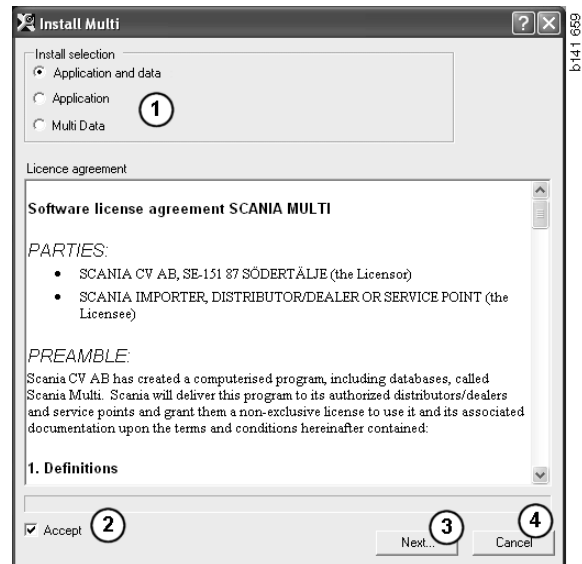 Install Multi
Install selection
Application and data
Application
Multi Data
1
Licence agreement
Software license agreement SCANIA MULTI
PARTIES:
• SCANIA CV AB, SE-151 87 SÖDERTÄLJE (the Licensor)
• SCANIA IMPORTER, DISTRIBUTOR/DEALER OR SERVICE POINT (the
Licensee)
PREAMBLE:
Scania CV AB has created a computerised program, including databases, called
Scania Multi. Scania will deliver this program to its authorized distributors/dealers
and service points and grant them a non-exclusive license to use it and its associated
documentation upon the terms and conditions hereinafter contained:
1. Definitions
Accept
2
Next...
3
Cancel
4
b141 659